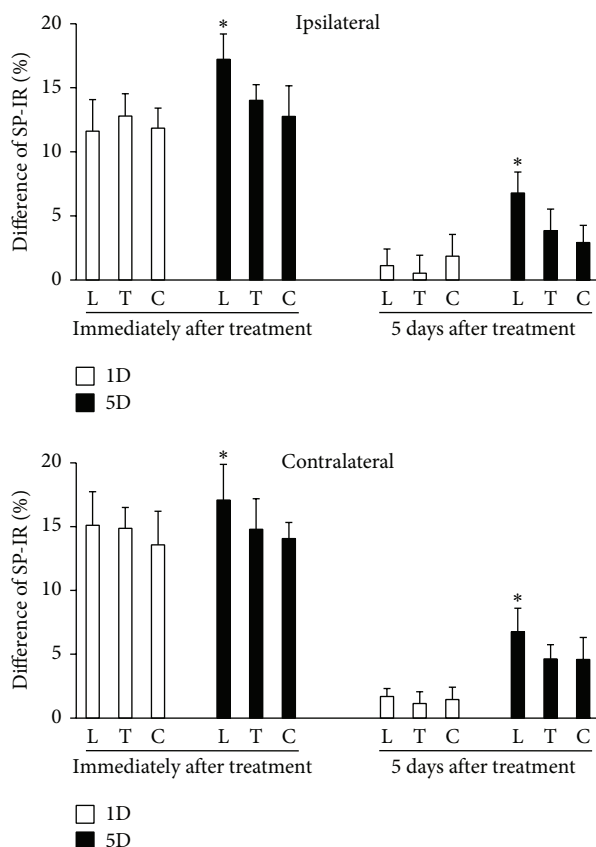 Ipsilateral
Difference of SP-IR (%)
20
15
10
5
0
*
*
L T C L T C L T C L T C
Immediately after treatment 5 days after treatment
1D
5D
Contralateral
Difference of SP-IR (%)
20
15
10
5
0
*
*
L T C L T C L T C L T C
Immediately after treatment 5 days after treatment
1D
5D